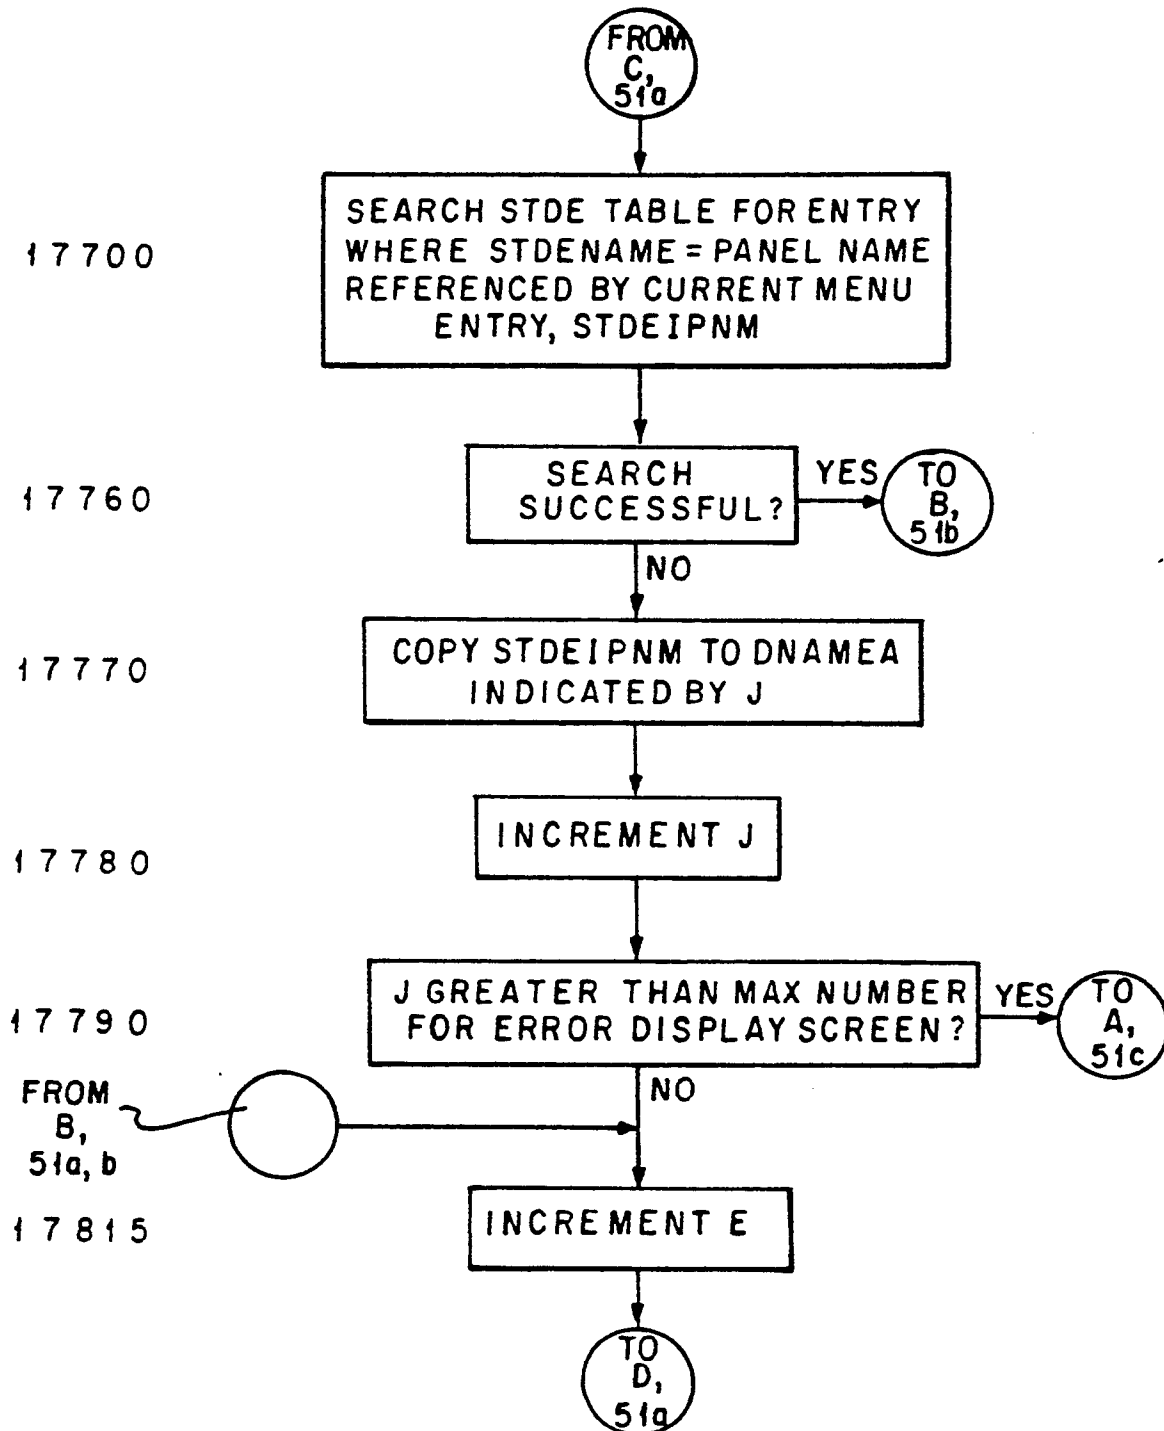 FROM
C,
51a
17700
SEARCH STDE TABLE FOR ENTRY
WHERE STDENAME = PANEL NAME
REFERENCED BY CURRENT MENU
ENTRY, STDEIPNM
17760
SEARCH
SUCCESSFUL?
YES
TO
B,
51b
NO
17770
COPY STDEIPNM TO DNAMEA
INDICATED BY J
17780
INCREMENT J
17790
J GREATER THAN MAX NUMBER
FOR ERROR DISPLAY SCREEN?
YES
TO
A,
51c
NO
FROM
B,
51a, b
17815
INCREMENT E
TO
D,
51a